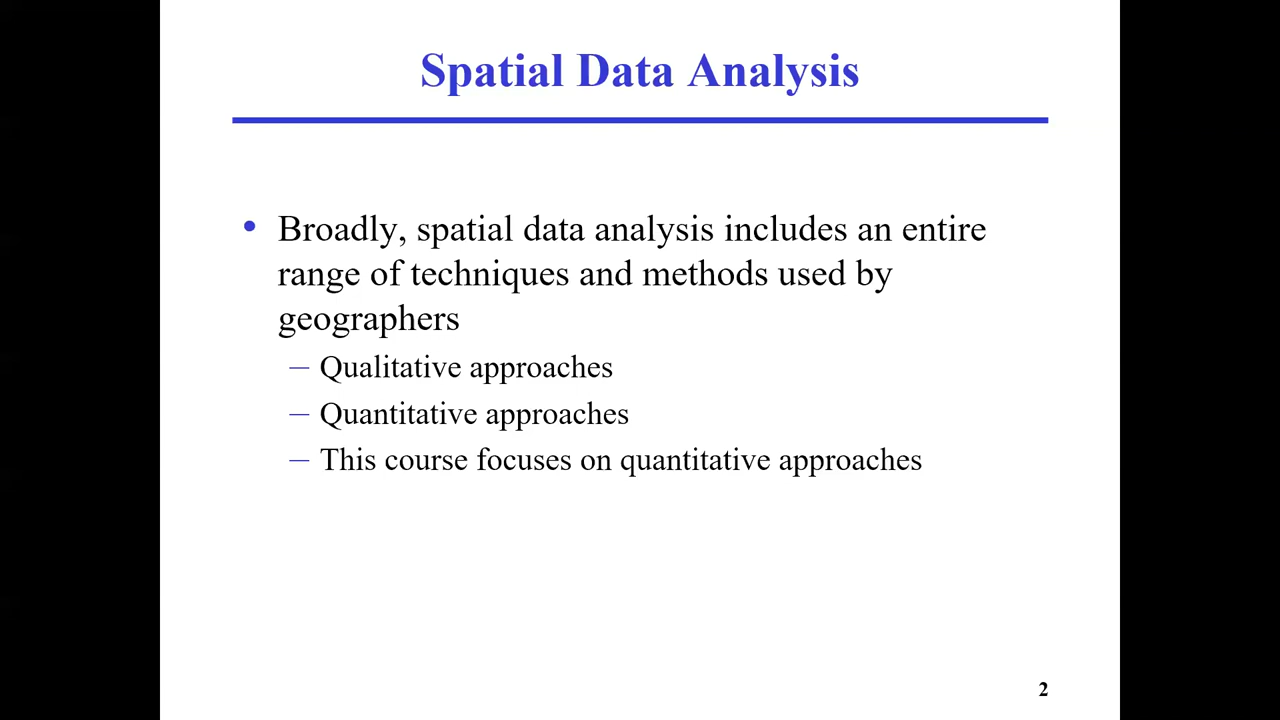 Spatial Data Analysis
• Broadly, spatial data analysis includes an entire
range of techniques and methods used by
geographers
– Qualitative approaches
– Quantitative approaches
– This course focuses on quantitative approaches
2